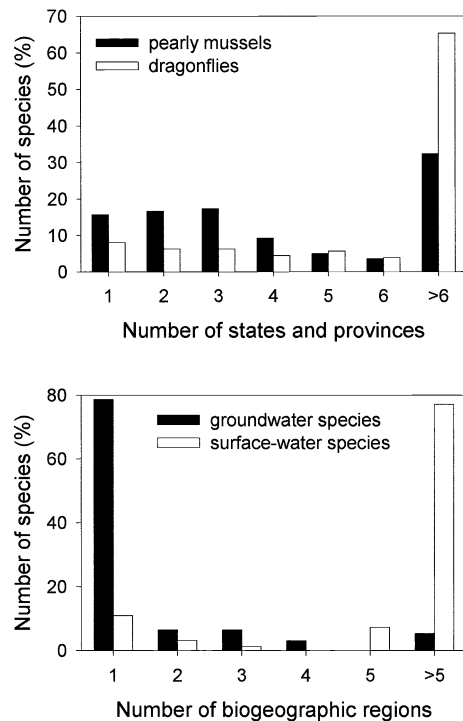 70
60
50
40
30
20
10
0
Number of species (%)
pearly mussels
dragonflies
1 2 3 4 5 6 >6
Number of states and provinces
80
60
40
20
0
Number of species (%)
groundwater species
surface-water species
1 2 3 4 5 >5
Number of biogeographic regions